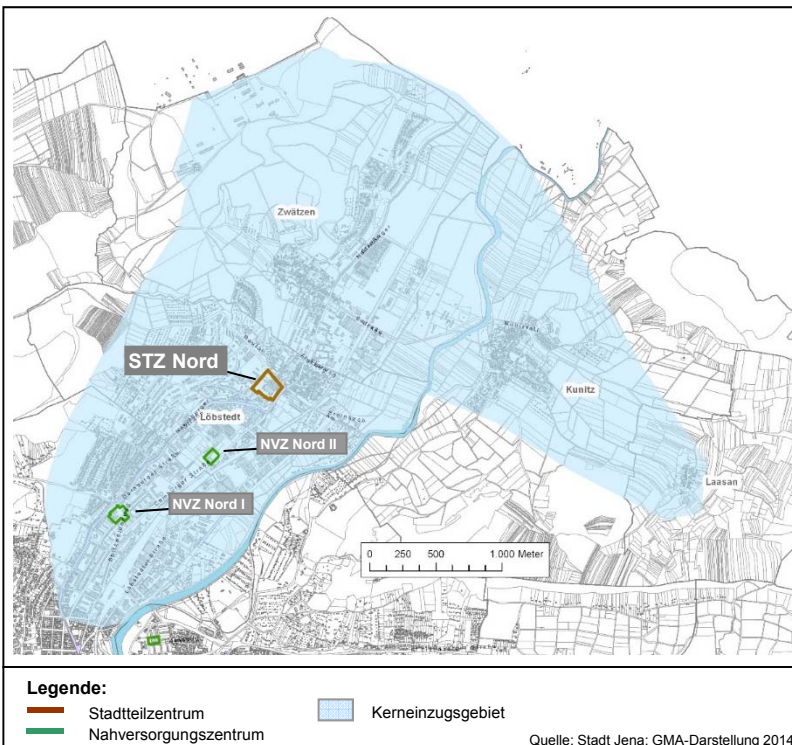 Zwätzen
STZ Nord
Kunitz
Löbstedt
NVZ Nord II
Laasan
NVZ Nord I
0 250 500 1.000 Meter
Legende:
Stadtteilzentrum
Kerneinzugsgebiet
Nahversorgungszentrum
Quelle: Stadt Jena; GMA-Darstellung 2014